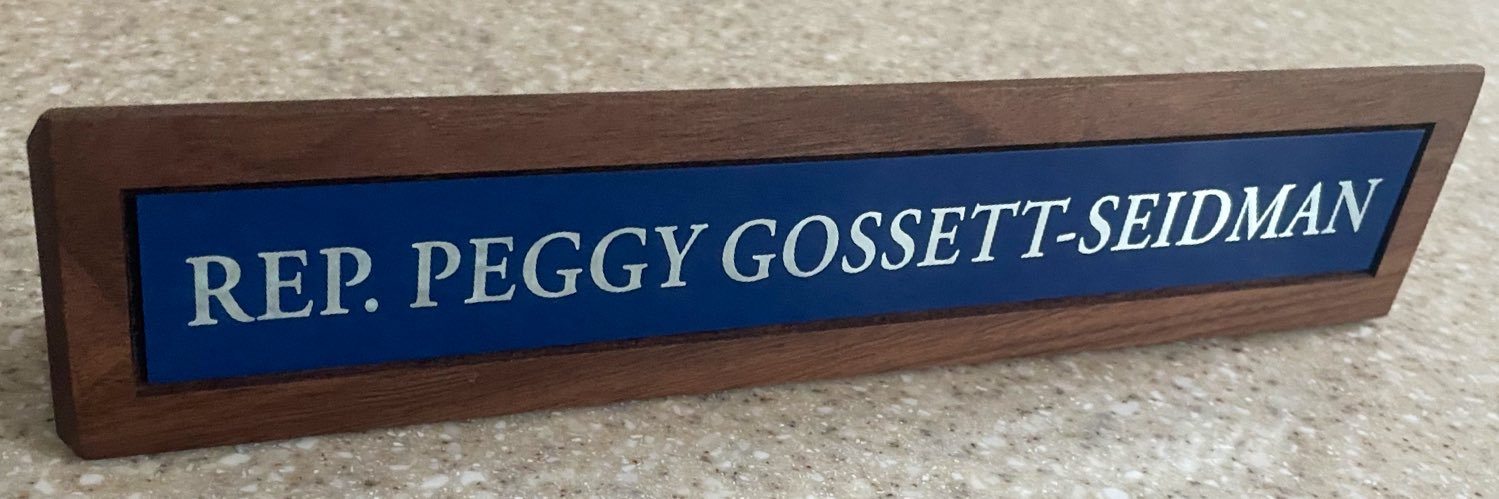 REP. PEGGY GOSSETT-SEIDMAN